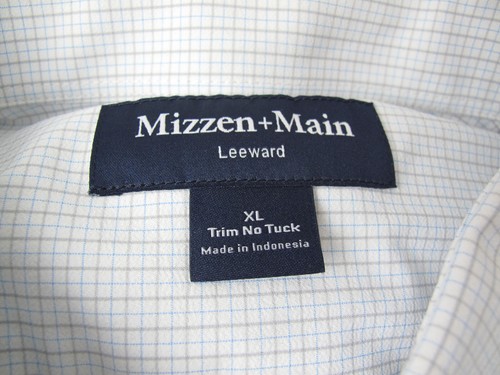 Mizzen+Main
Leeward
XL
Trim No Tuck
Made in Indonesia